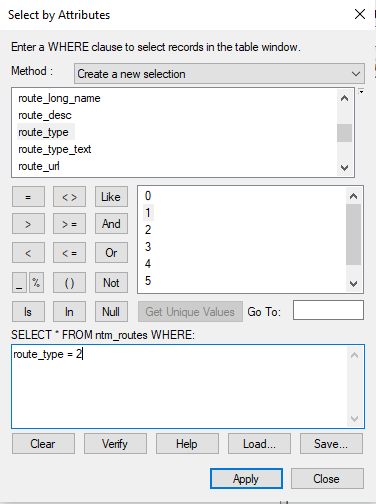 Select by Attributes
Enter a WHERE clause to select records in the table window.
Method : Create a new selection
route_long_name
route_desc
route_type
route_type_text
route_url
= < > Like
> > = And
< < = Or
_ % ( ) Not
Is In Null
0
1
2
3
4
5
Get Unique Values Go To:
SELECT * FROM ntm_routes WHERE:
route_type = 2
Clear Verify Help Load... Save...
Apply Close